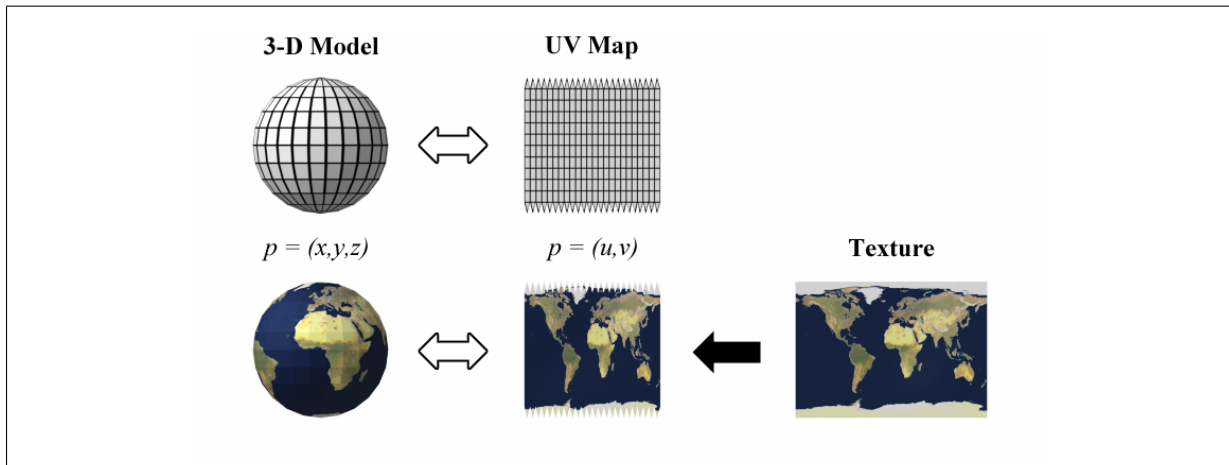 3-D Model
UV Map
p = (x,y,z)
p = (u,v)
Texture